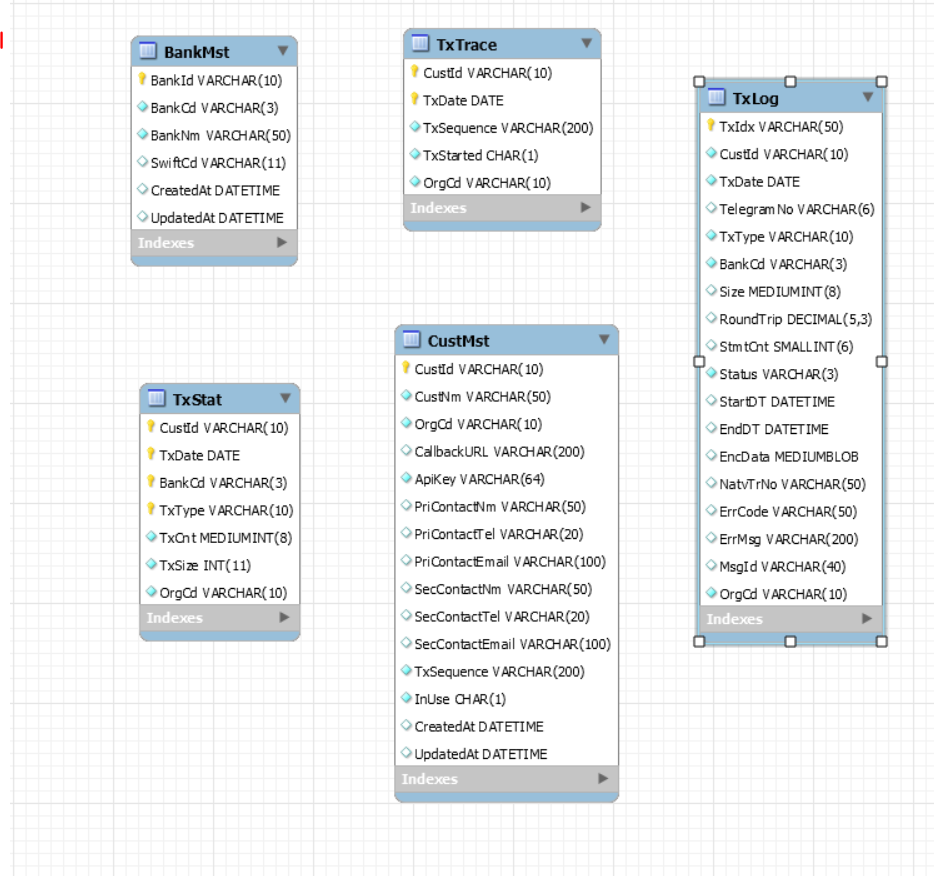 BankMst
BankId VARCHAR(10)
BankCd VARCHAR(3)
BankNm VARCHAR(50)
SwiftCd VARCHAR(11)
CreatedAt DATETIME
UpdatedAt DATETIME
Indexes
TxTrace
CustId VARCHAR(10)
TxDate DATE
TxSequence VARCHAR(200)
TxStarted CHAR(1)
OrgCd VARCHAR(10)
Indexes
TxLog
TxIdx VARCHAR(50)
CustId VARCHAR(10)
TxDate DATE
TelegramNo VARCHAR(6)
TxType VARCHAR(10)
BankCd VARCHAR(3)
Size MEDIUMINT(8)
RoundTrip DECIMAL(5,3)
StmtCnt SMALLINT(6)
Status VARCHAR(3)
StartDT DATETIME
EndDT DATETIME
EncData MEDIUMBLOB
NatvTrNo VARCHAR(50)
ErrCode VARCHAR(50)
ErrMsg VARCHAR(200)
MsgId VARCHAR(40)
OrgCd VARCHAR(10)
Indexes
TxStat
CustId VARCHAR(10)
TxDate DATE
BankCd VARCHAR(3)
TxType VARCHAR(10)
TxCnt MEDIUMINT(8)
TxSize INT(11)
OrgCd VARCHAR(10)
Indexes
CustMst
CustId VARCHAR(10)
CustNm VARCHAR(50)
OrgCd VARCHAR(10)
CallbackURL VARCHAR(200)
ApiKey VARCHAR(64)
PriContactNm VARCHAR(50)
PriContactTel VARCHAR(20)
PriContactEmail VARCHAR(100)
SecContactNm VARCHAR(50)
SecContactTel VARCHAR(20)
SecContactEmail VARCHAR(100)
TxSequence VARCHAR(200)
InUse CHAR(1)
CreatedAt DATETIME
UpdatedAt DATETIME
Indexes